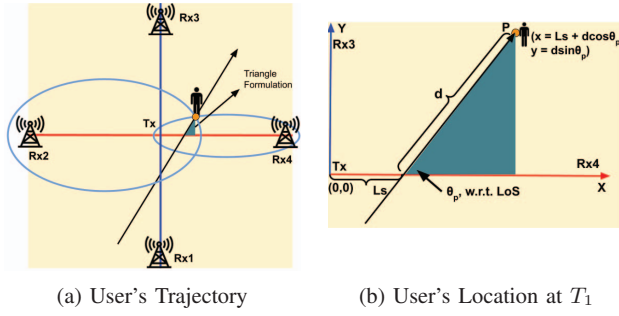 Rx3
Triangle
Formulation
Tx
Rx2
Rx4
Rx1
(a) User's Trajectory
Y
Rx3
P
(x = Ls + dcosθp
y = dsinθp)
d
Tx
Rx4
(0,0)
Ls
X
θp, w.r.t. LoS
(b) User's Location at T1